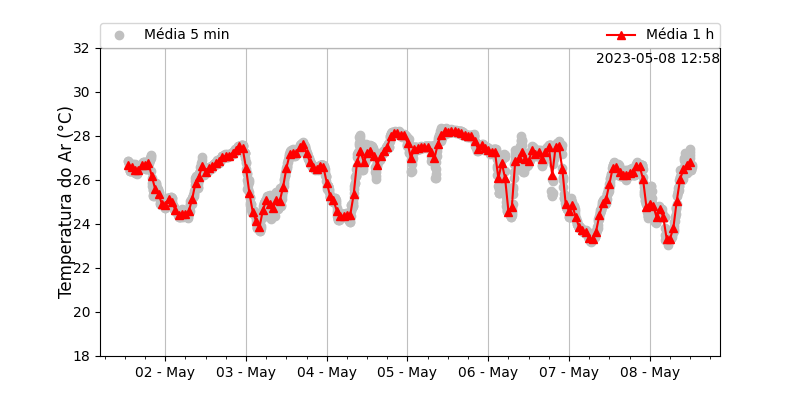 Média 5 min
Média 1 h
2023-05-08 12:58
Temperatura do Ar (°C)
32
30
28
26
24
22
20
18
02 - May
03 - May
04 - May
05 - May
06 - May
07 - May
08 - May